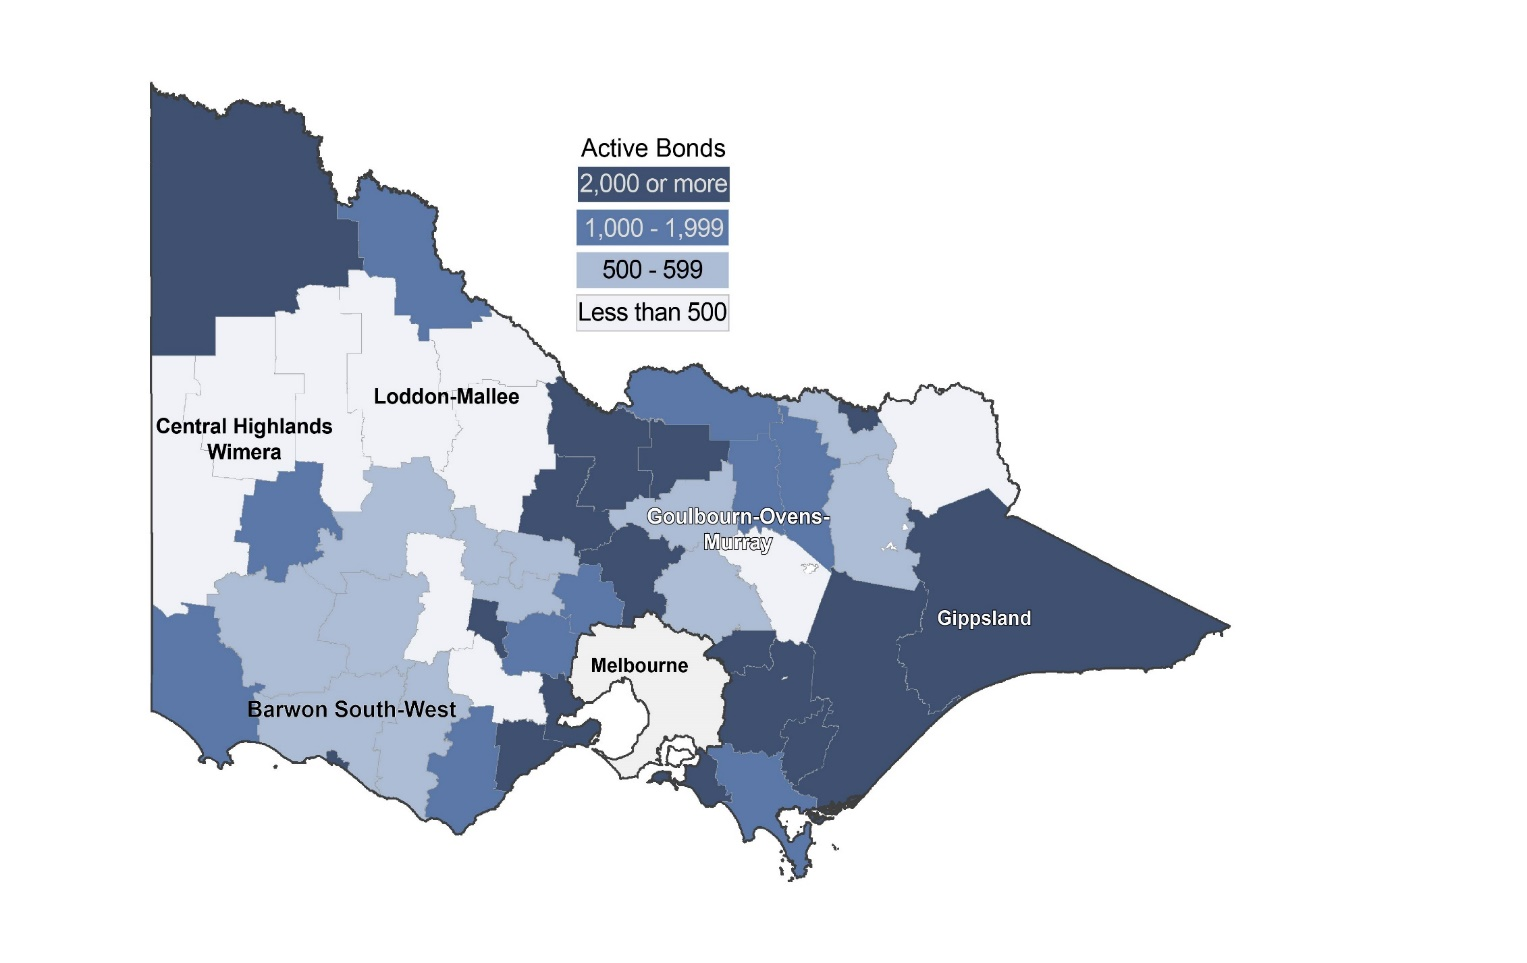 Active Bonds
2,000 or more
1,000 - 1,999
500 - 599
Less than 500
Loddon-Mallee
Central Highlands
Wimera
Goulbourn-Ovens-
Murray
Gippsland
Melbourne
Barwon South-West